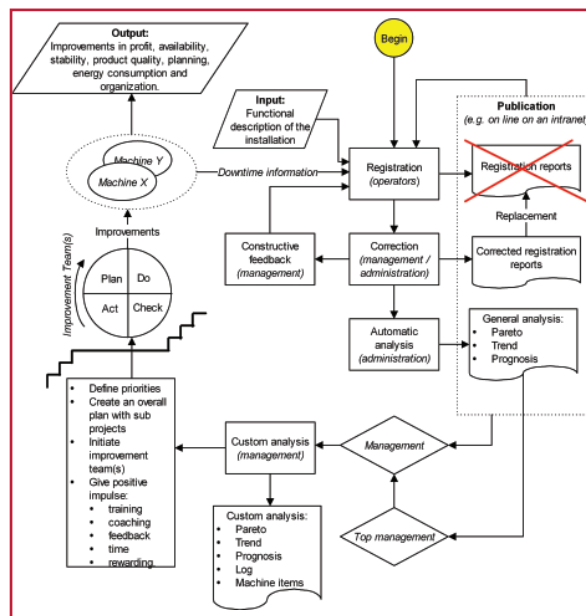 Output:
Improvements in profit, availability,
stability, product quality, planning,
energy consumption and
organization.
Begin
Input:
Functional
description of the
installation
Publication
(e.g. on line on an intranet)
Machine Y
Machine X
Downtime information
Registration
(operators)
Registration reports
Replacement
Improvements
Improvement Team(s)
Plan
Do
Act
Check
Constructive
feedback
(management)
Correction
(management /
administration)
Corrected registration
reports
Automatic
analysis
(administration)
General analysis:
• Pareto
• Trend
• Prognosis
• Define priorities
• Create an overall
plan with sub
projects
• Initiate
improvement
team(s)
• Give positive
impulse:
• training
• coaching
• feedback
• time
• rewarding.
Custom analysis
(management)
Management
Custom analysis:
• Pareto
• Trend
• Prognosis
• Log
• Machine items
Top management